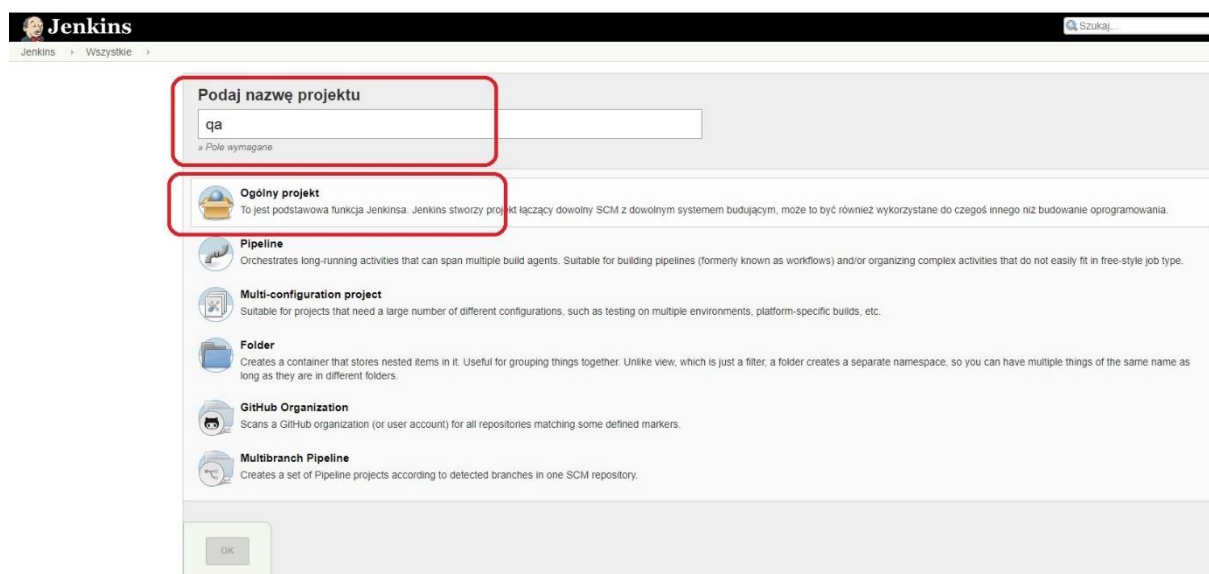 Jenkins
Szukaj...
Jenkins Wszystkie
Podaj nazwę projektu
qa
» Pole wymagane
Ogólny projekt
To jest podstawowa funkcja Jenkinsa. Jenkins stworzy projekt łączący dowolny SCM z dowolnym systemem budującym, może to być również wykorzystane do czegoś innego niż budowanie oprogramowania.
Pipeline
Orchestrates long-running activities that can span multiple build agents. Suitable for building pipelines (formerly known as workflows) and/or organizing complex activities that do not easily fit in free-style job type.
Multi-configuration project
Suitable for projects that need a large number of different configurations, such as testing on multiple environments, platform-specific builds, etc.
Folder
Creates a container that stores nested items in it. Useful for grouping things together. Unlike view, which is just a filter, a folder creates a separate namespace, so you can have multiple things of the same name as
long as they are in different folders.
GitHub Organization
Scans a GitHub organization (or user account) for all repositories matching some defined markers.
Multibranch Pipeline
Creates a set of Pipeline projects according to detected branches in one SCM repository.
OK